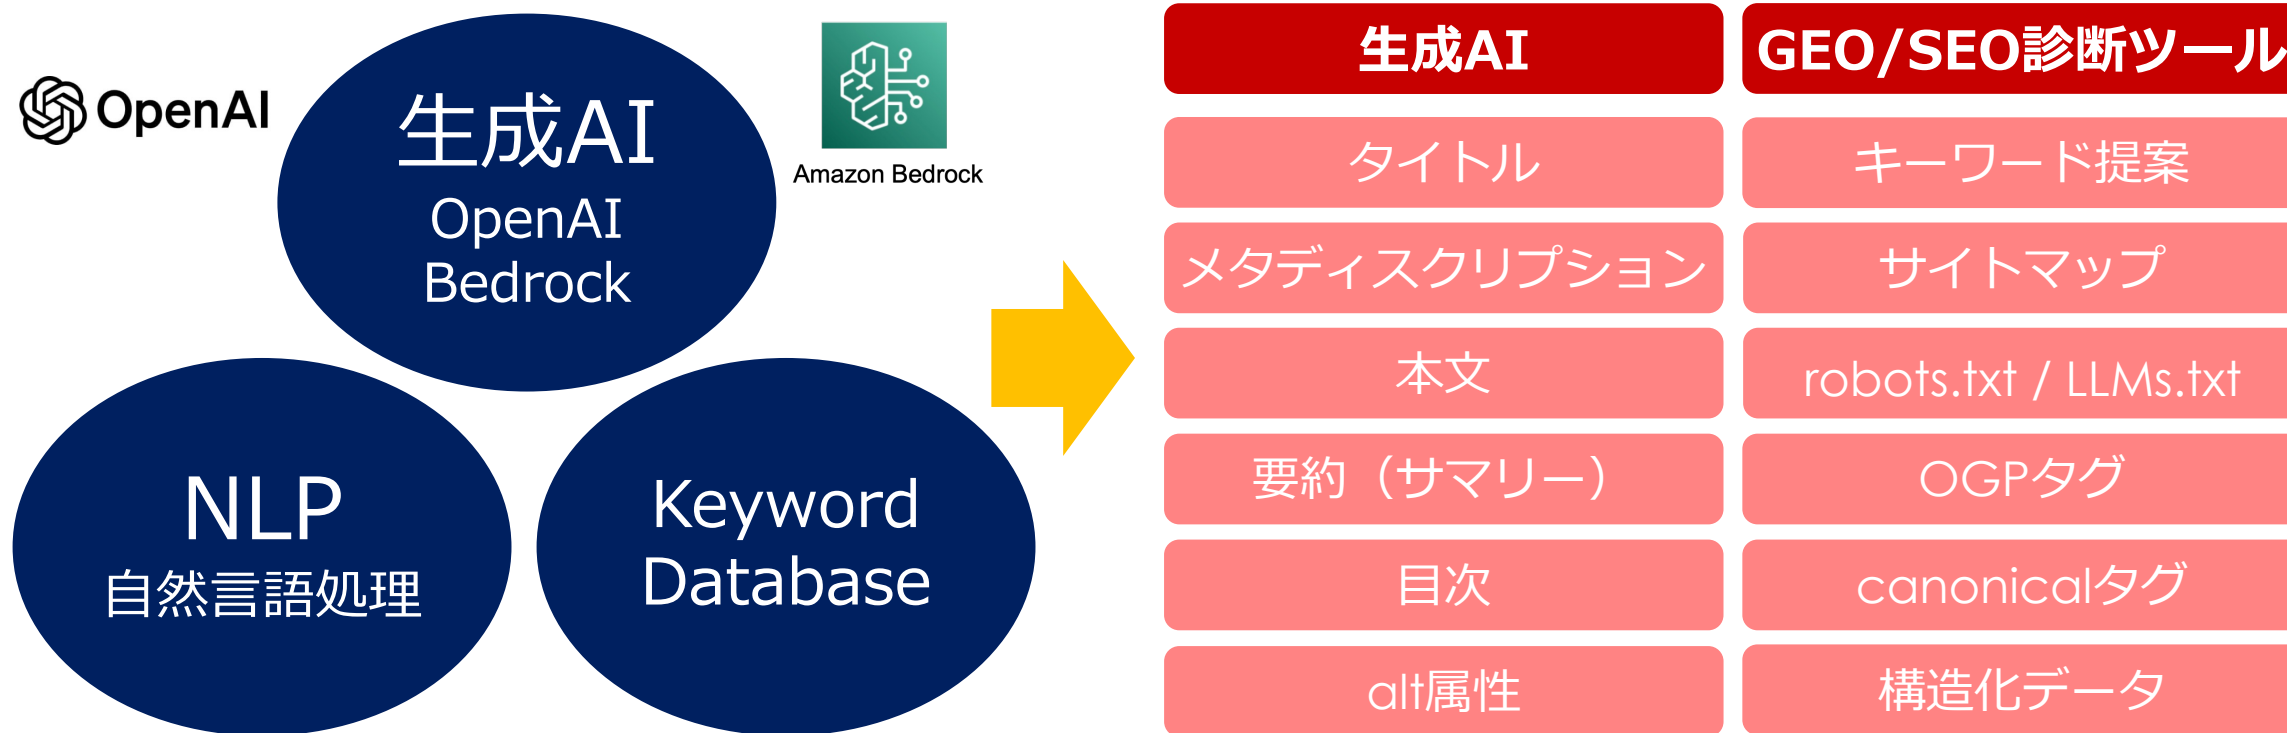 OpenAI
生成AI
OpenAI
Bedrock
Amazon Bedrock
NLP
自然言語処理
Keyword
Database
生成AI
タイトル
メタディスクリプション
本文
要約（サマリー）
目次
alt属性
GEO/SEO診断ツール
キーワード提案
サイトマップ
robots.txt / LLMs.txt
OGPタグ
canonicalタグ
構造化データ